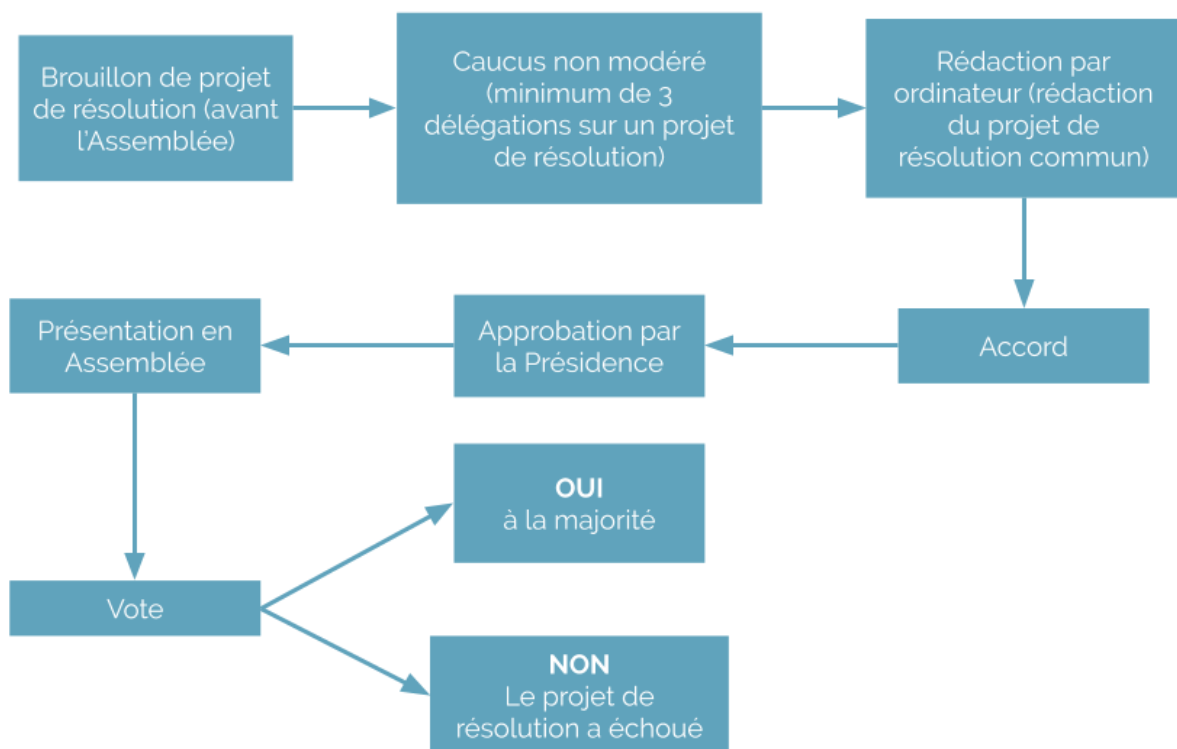 Brouillon de projet
de résolution (avant
l'Assemblée)
Caucus non modéré
(minimum de 3
délégations sur un projet
de résolution)
Rédaction par
ordinateur (rédaction
du projet de
résolution commun)
Accord
Approbation par
la Présidence
Présentation en
Assemblée
Vote
OUI
à la majorité
NON
Le projet de
résolution a échoué